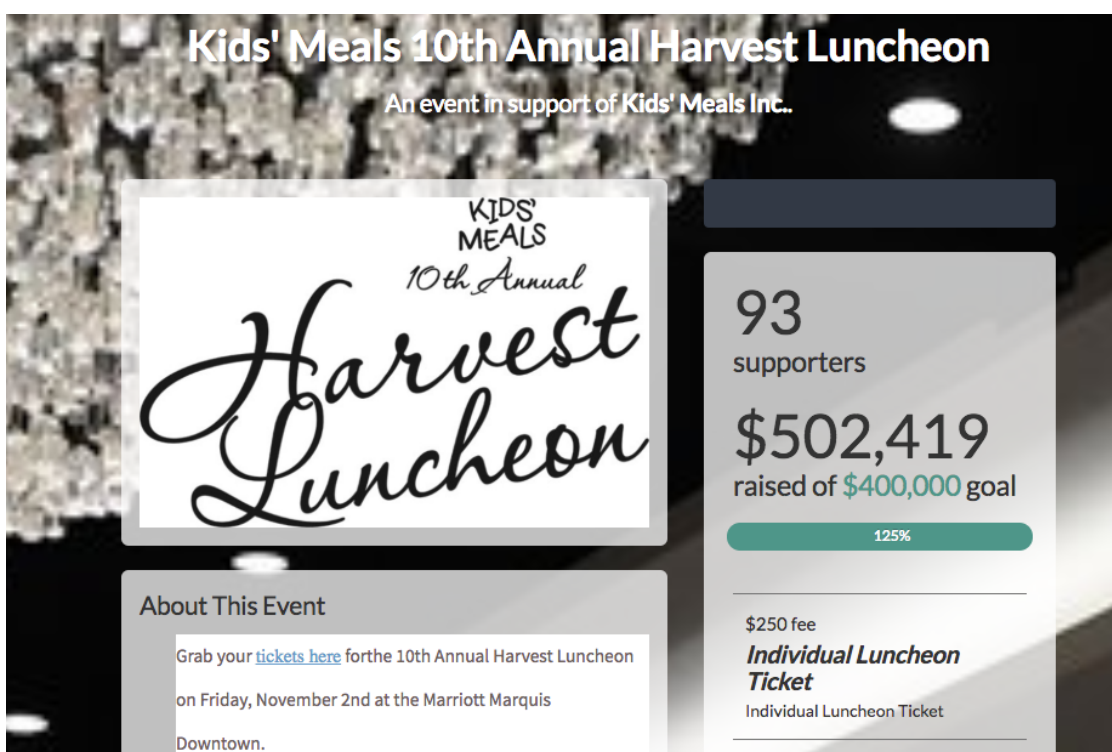 Kids' Meals 10th Annual Harvest Luncheon
An event in support of Kids' Meals Inc..
KIDS'
MEALS
10th Annual
Harvest
Luncheon
About This Event
Grab your tickets here forthe 10th Annual Harvest Luncheon
on Friday, November 2nd at the Marriott Marquis
Downtown.
93
supporters
$502,419
raised of $400,000 goal
125%
$250 fee
Individual Luncheon
Ticket
Individual Luncheon Ticket